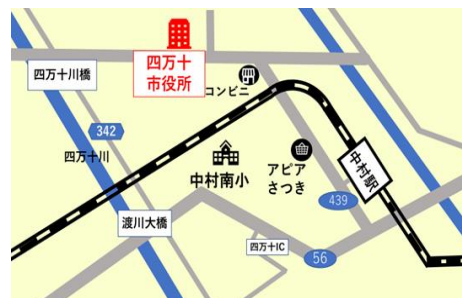 四万十
市役所
四万十川橋
コンビニ
342
四万十川
中村南小
アピア
さつき
中村駅
439
渡川大橋
四万十IC
56